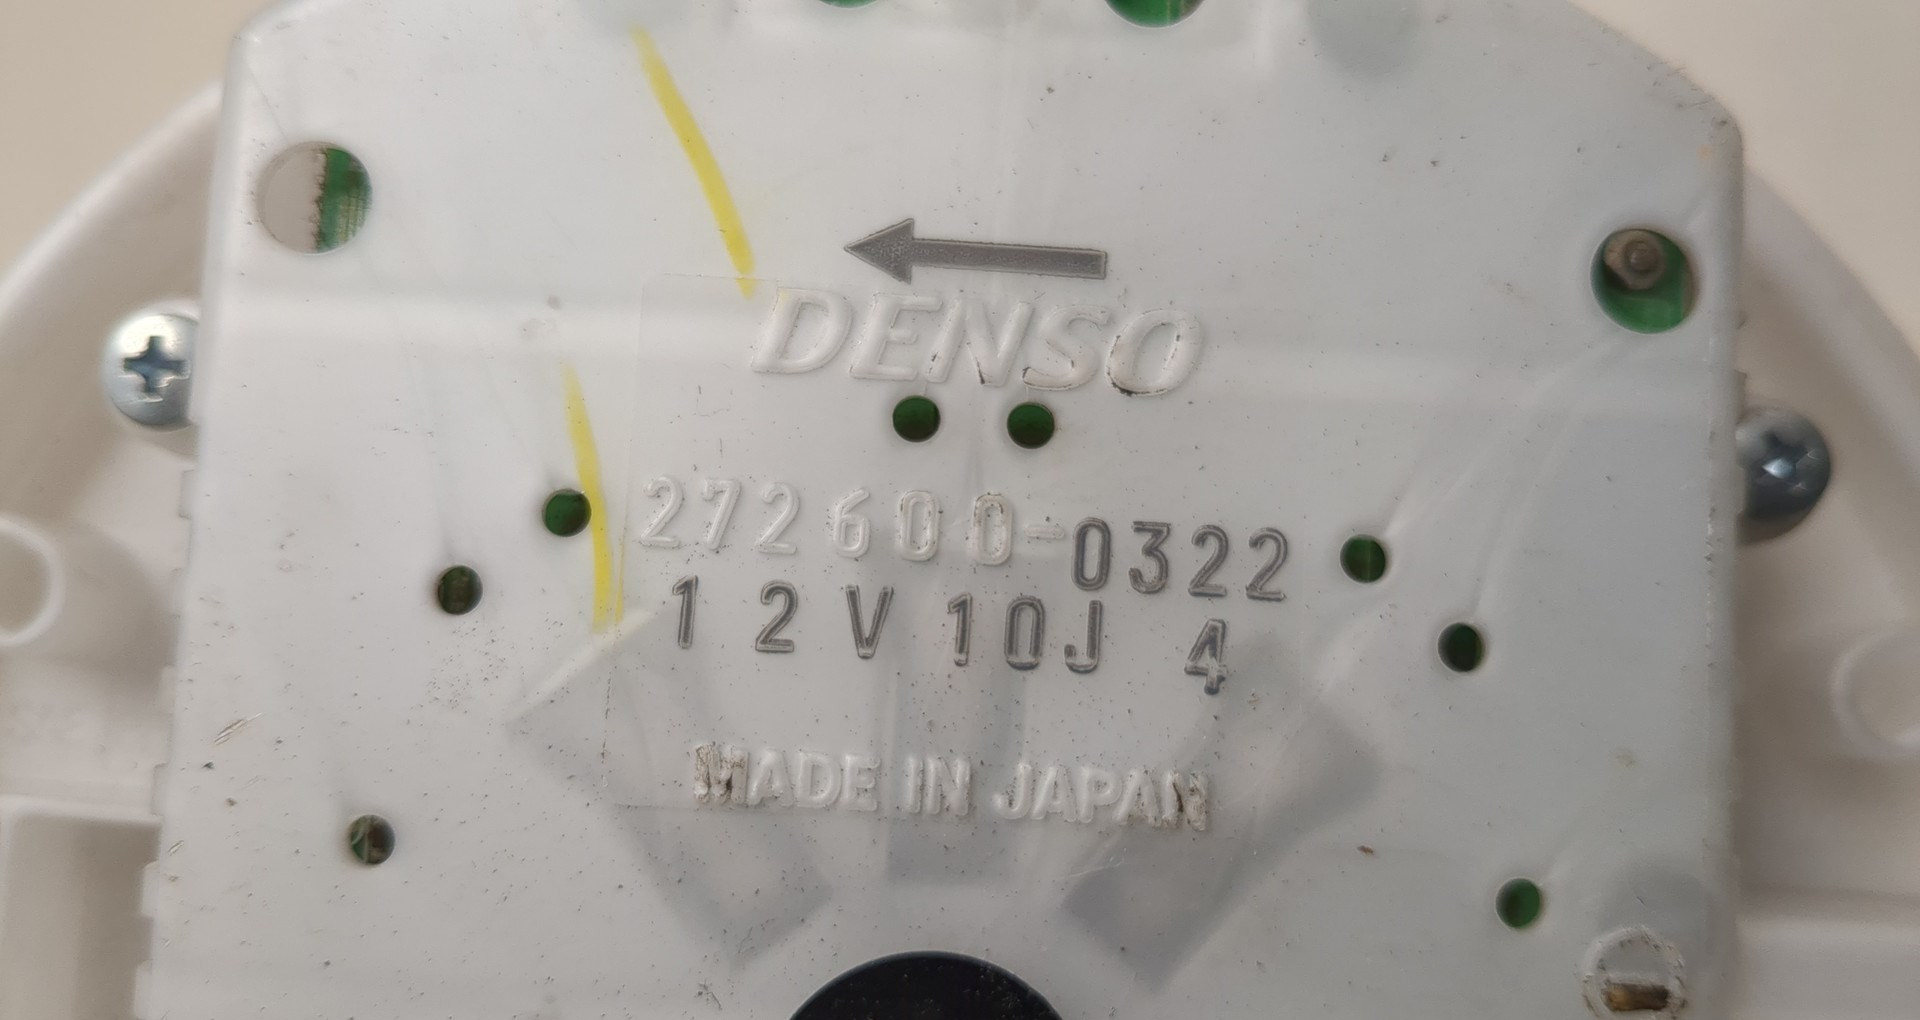 DENSO
272600-0322
12V 10J 4
MADE IN JAPAN